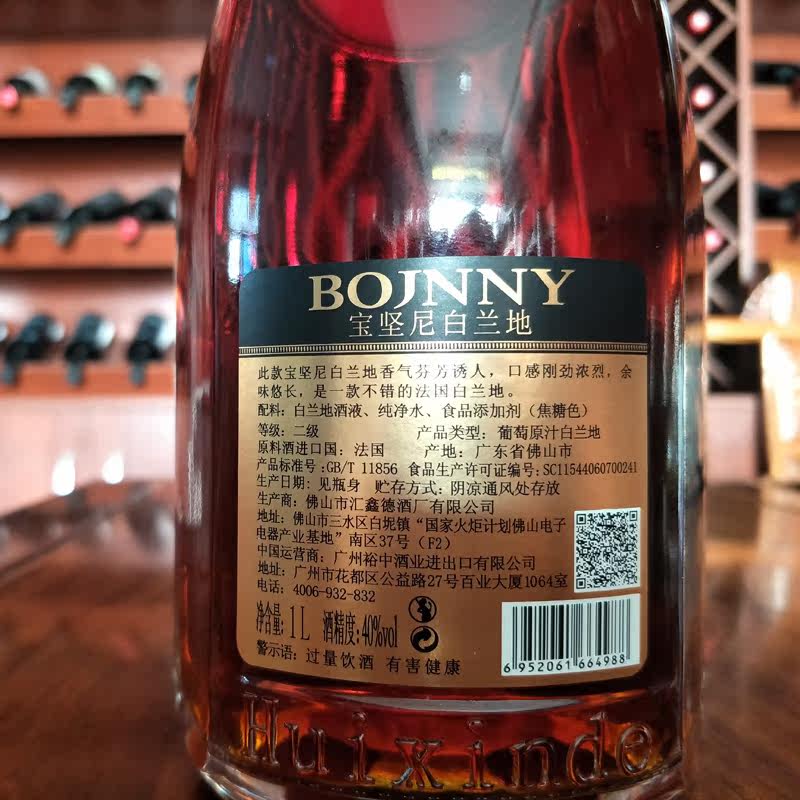 BOJNNY
宝坚尼白兰地
此款宝坚尼白兰地香气芬芳诱人，口感刚劲浓烈，余
味悠长，是一款不错的法国白兰地。
配料：白兰地酒液、纯净水、食品添加剂（焦糖色）
等级：二级 产品类型：葡萄原汁白兰地
原料酒进口国：法国 产地：广东省佛山市
产品标准号:GB/T 11856 食品生产许可证编号:SC11544060700241
生产日期：见瓶身 贮存方式：阴凉通风处存放
生产商：佛山市汇鑫德酒厂有限公司
地址：佛山市三水区白坭镇“国家火炬计划佛山电子
电器产业基地”南区37号（F2）
中国运营商：广州裕中酒业进出口有限公司
地址：广州市花都区公益路27号百业大厦1064室
电话：4006-932-832
净含量:1L 酒精度:40%vol
警示语：过量饮酒 有害健康
6 952061 664988
Huixinde